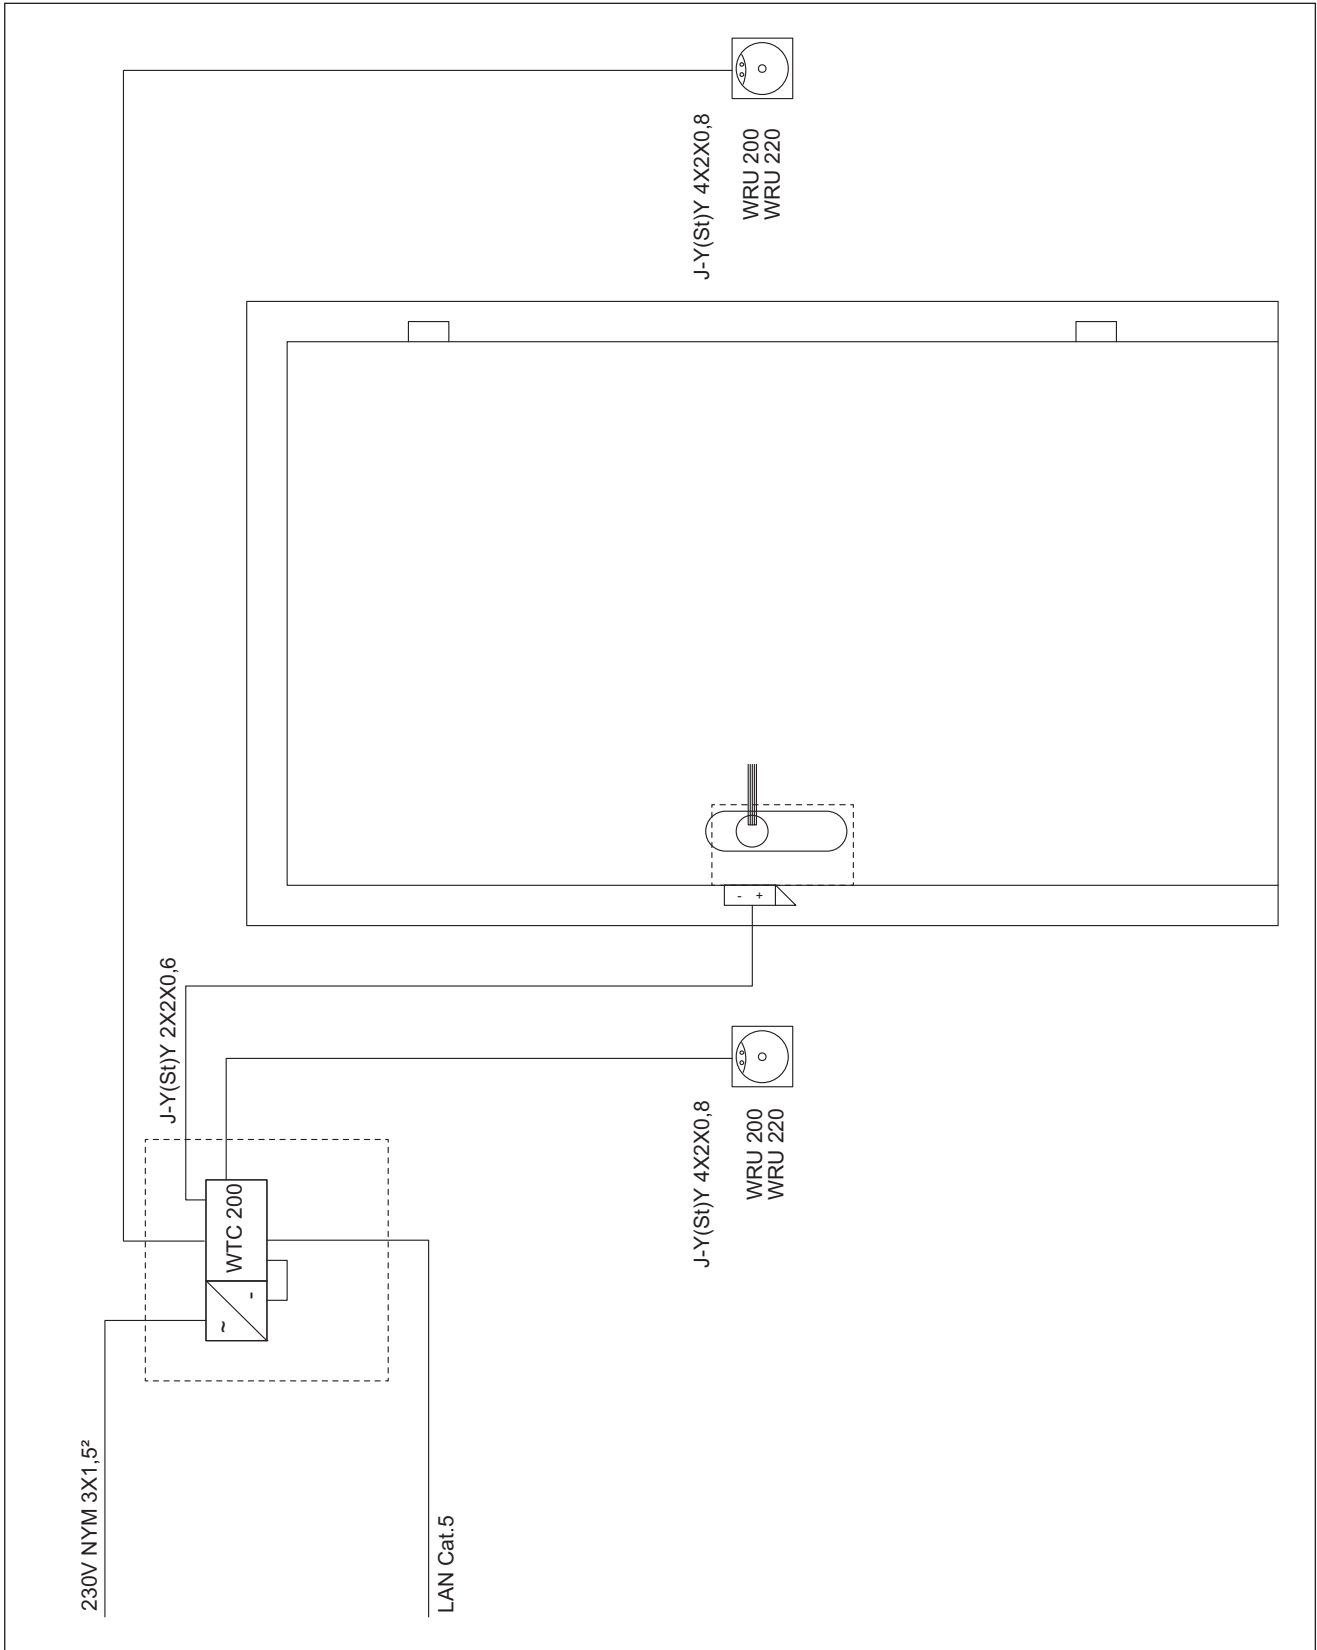 230V NYM 3X1,5²
J-Y(St)Y 2X2X0,6
~
-
WTC 200
LAN Cat.5
J-Y(St)Y 4X2X0,8
WRU 200
WRU 220
-
+
J-Y(St)Y 4X2X0,8
WRU 200
WRU 220